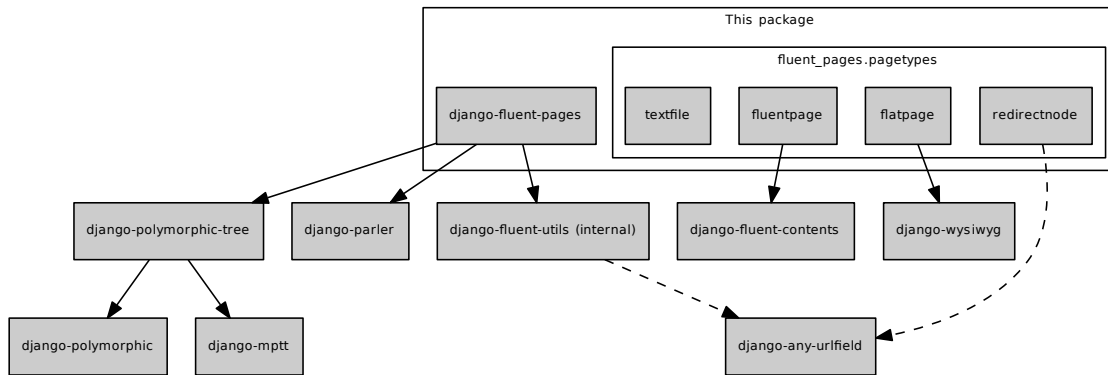 This package
fluent_pages.pagetypes
django-fluent-pages
textfile
fluentpage
flatpage
redirectnode
django-polymorphic-tree
django-parler
django-fluent-utils (internal)
django-fluent-contents
django-wysiwyg
django-polymorphic
django-mptt
django-any-urlfield